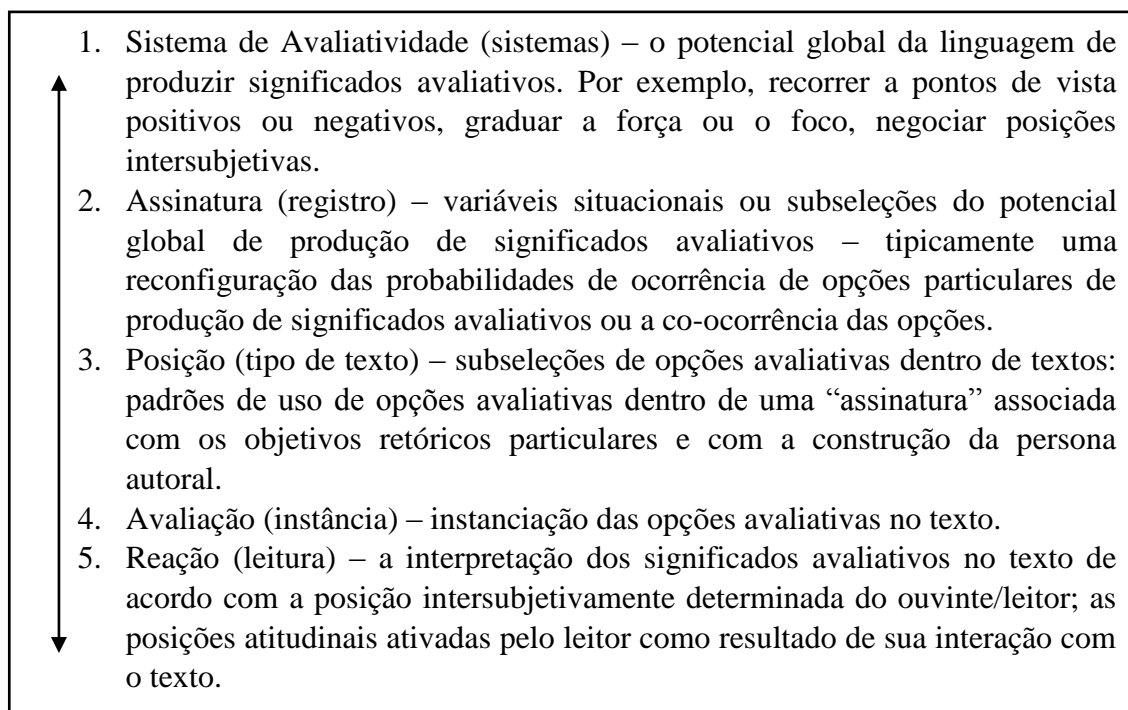 1. Sistema de Avaliatividade (sistemas) – o potencial global da linguagem de
produzir significados avaliativos. Por exemplo, recorrer a pontos de vista
positivos ou negativos, graduar a força ou o foco, negociar posições
intersubjetivas.
2. Assinatura (registro) – variáveis situacionais ou subseleções do potencial
global de produção de significados avaliativos – tipicamente uma
reconfiguração das probabilidades de ocorrência de opções particulares de
produção de significados avaliativos ou a co-ocorrência das opções.
3. Posição (tipo de texto) – subseleções de opções avaliativas dentro de textos:
padrões de uso de opções avaliativas dentro de uma “assinatura” associada
com os objetivos retóricos particulares e com a construção da persona
autoral.
4. Avaliação (instância) – instanciação das opções avaliativas no texto.
5. Reação (leitura) – a interpretação dos significados avaliativos no texto de
acordo com a posição intersubjetivamente determinada do ouvinte/leitor; as
posições atitudinais ativadas pelo leitor como resultado de sua interação com
o texto.